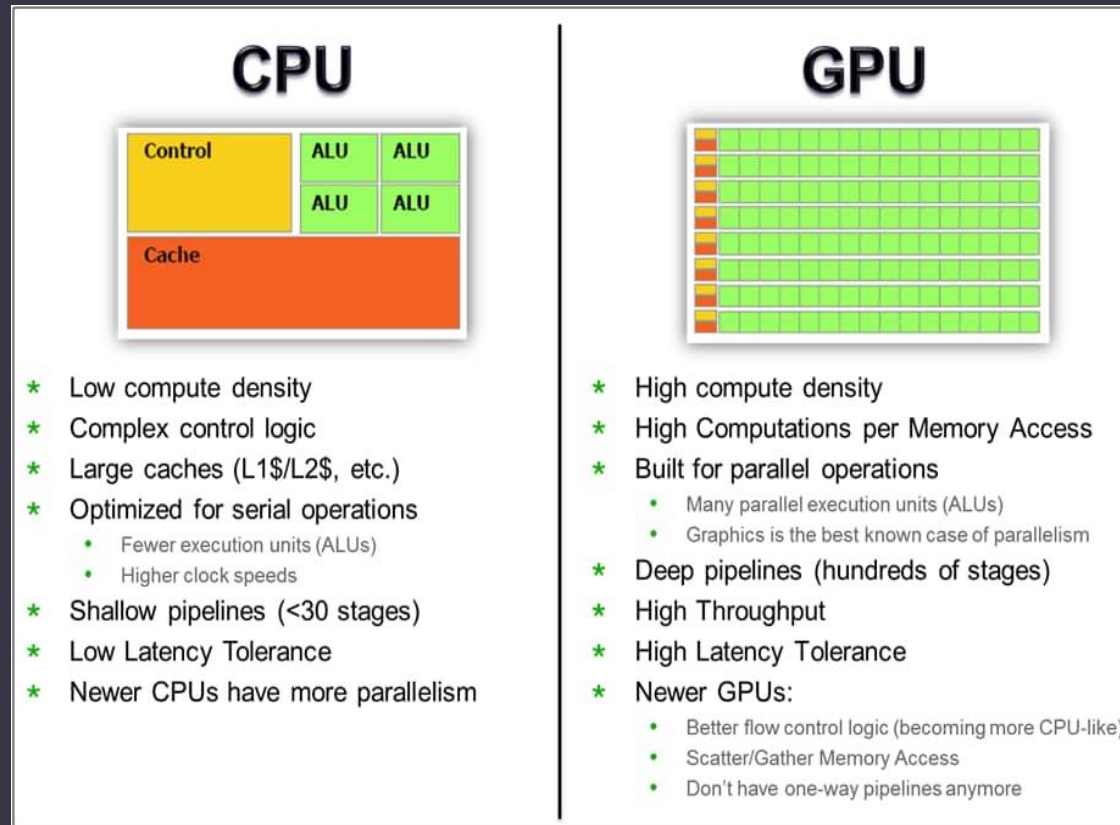 CPU
Control
ALU ALU
ALU ALU
Cache
* Low compute density
* Complex control logic
* Large caches (L1$/L2$, etc.)
* Optimized for serial operations
• Fewer execution units (ALUs)
• Higher clock speeds
* Shallow pipelines (<30 stages)
* Low Latency Tolerance
* Newer CPUs have more parallelism
GPU
* High compute density
* High Computations per Memory Access
* Built for parallel operations
• Many parallel execution units (ALUs)
• Graphics is the best known case of parallelism
* Deep pipelines (hundreds of stages)
* High Throughput
* High Latency Tolerance
* Newer GPUs:
• Better flow control logic (becoming more CPU-like)
• Scatter/Gather Memory Access
• Don't have one-way pipelines anymore